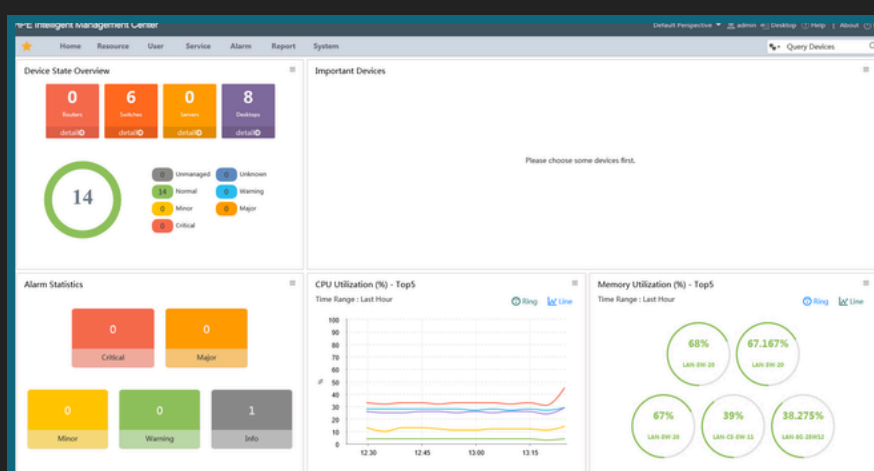 HPE Intelligent Management Center
Default Perspective admin Desktop Help | About
Home Resource User Service Alarm Report System
Query Devices
Device State Overview
0 6 0 8
Routers Switches Servers Desktops
detail detail detail detail
14
0 Unmanaged 0 Unknown
14 Normal 0 Warning
0 Minor 0 Major
0 Critical
Important Devices
Please choose some devices first.
Alarm Statistics
0 0
Critical Major
0 0 1
Minor Warning Info
CPU Utilization (%) - Top5
Time Range : Last Hour Ring Line
100
90
80
70
60
50
40
30
20
10
0
%
12:30 12:45 13:00 13:15
Memory Utilization (%) - Top5
Time Range : Last Hour Ring Line
68% 67.167%
LAN-SW-20 LAN-SW-20
67% 39% 38.275%
LAN-SW-20 LAN-CE-SW-11